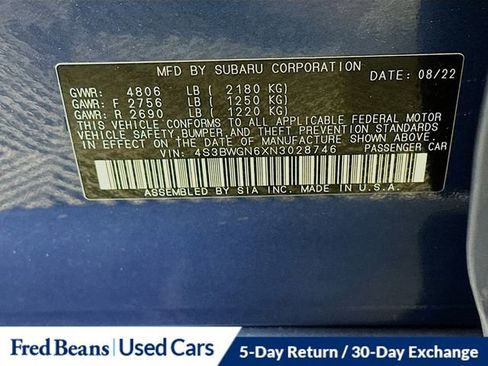 MFD BY SUBARU CORPORATION DATE: 08/22
GVWR: 4806 LB ( 2180 KG)
GAWR: F 2756 LB ( 1250 KG)
GAWR: R 2690 LB ( 1220 KG)
THIS VEHICLE CONFORMS TO ALL APPLICABLE FEDERAL MOTOR
VEHICLE SAFETY,BUMPER,AND THEFT PREVENTION STANDARDS
IN EFFECT ON THE DATE OF MANUFACTURE SHOWN ABOVE.
VIN: 4S3BWGN6XN3028746 PASSENGER CAR
ASSEMBLED BY SIA INC. MADE IN U.S.A.
Fred Beans | Used Cars 5-Day Return / 30-Day Exchange